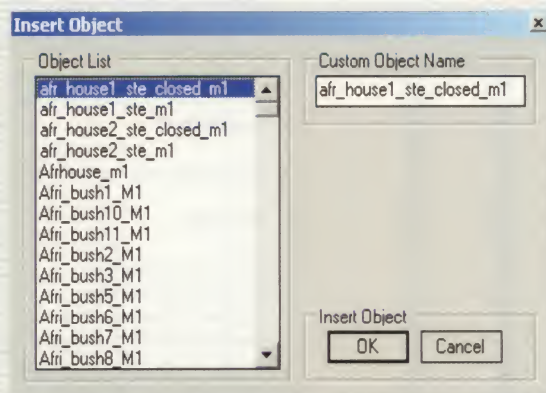 Insert Object
x
Object List
afr_house1_ste_closed_m1
afr_house1_ste_m1
afr_house2_ste_closed_m1
afr_house2_ste_m1
Afrhouse_m1
Afri_bush1_M1
Afri_bush10_M1
Afri_bush11_M1
Afri_bush2_M1
Afri_bush3_M1
Afri_bush5_M1
Afri_bush6_M1
Afri_bush7_M1
Afri_bush8_M1
Custom Object Name
afr_house1_ste_closed_m1
Insert Object
OK Cancel